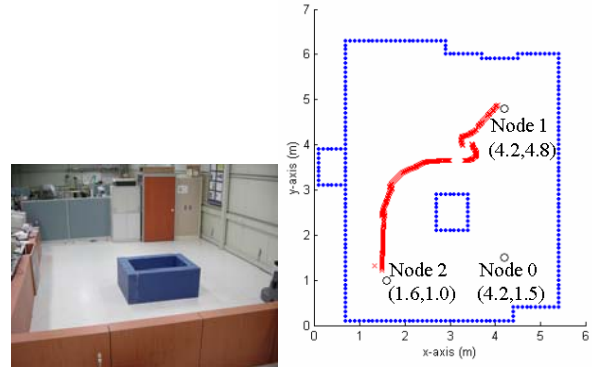 7
6
5
4
3
2
1
0
y-axis (m)
Node 1
(4.2,4.8)
Node 2
(1.6,1.0)
Node 0
(4.2,1.5)
0 1 2 3 4 5 6
x-axis (m)